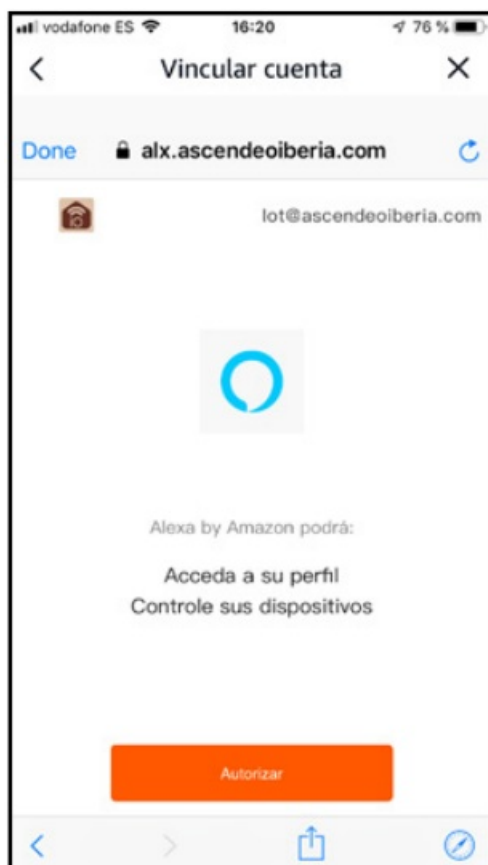 vodafone ES 16:20 76 %
Vincular cuenta
Done alx.ascendeoiberia.com
lot@ascendeoiberia.com
Alexa by Amazon podrá:
Acceda a su perfil
Controle sus dispositivos
Autorizar